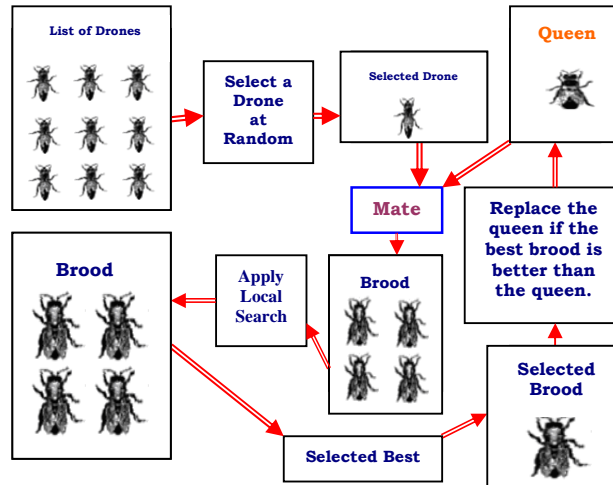 List of Drones
Select a
Drone
at
Random
Selected Drone
Queen
Mate
Replace the
queen if the
best brood is
better than
the queen.
Brood
Apply
Local
Search
Brood
Selected
Brood
Selected Best